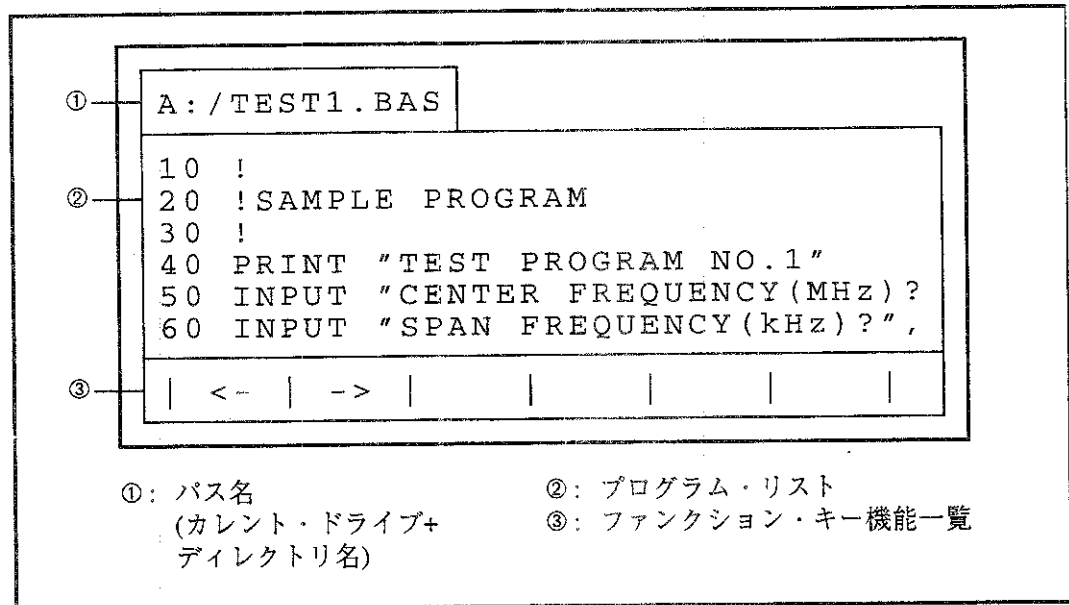 ① A:/TEST1.BAS
10 !
② 20 !SAMPLE PROGRAM
30 !
40 PRINT "TEST PROGRAM NO.1"
50 INPUT "CENTER FREQUENCY(MHz)?
60 INPUT "SPAN FREQUENCY(kHz)?",
③ | <- | -> | | | | |
①: パス名
(カレント・ドライブ+
ディレクトリ名)
②: プログラム・リスト
③: ファンクション・キー機能一覧